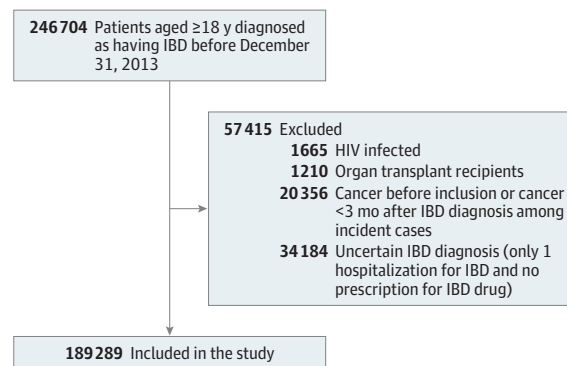 246704 Patients aged ≥18 y diagnosed
as having IBD before December
31, 2013
57415 Excluded
1665 HIV infected
1210 Organ transplant recipients
20356 Cancer before inclusion or cancer
<3 mo after IBD diagnosis among
incident cases
34184 Uncertain IBD diagnosis (only 1
hospitalization for IBD and no
prescription for IBD drug)
189289 Included in the study